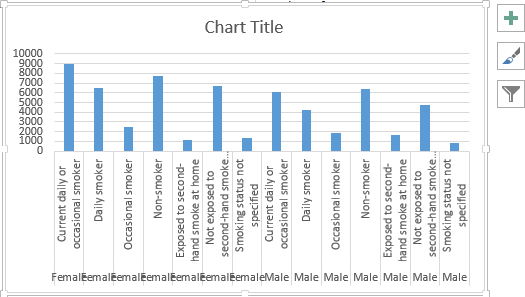 Chart Title
10000
9000
8000
7000
6000
5000
4000
3000
2000
1000
0
Current daily or
occasional smoker
Daily smoker
Occasional smoker
Non-smoker
Exposed to second-
hand smoke at home
Not exposed to
second-hand smoke...
Smoking status not
specified
Current daily or
occasional smoker
Daily smoker
Occasional smoker
Non-smoker
Exposed to second-
hand smoke at home
Not exposed to
second-hand smoke...
Smoking status not
specified
Female Female Female Female Female Female Female Male Male Male Male Male Male Male